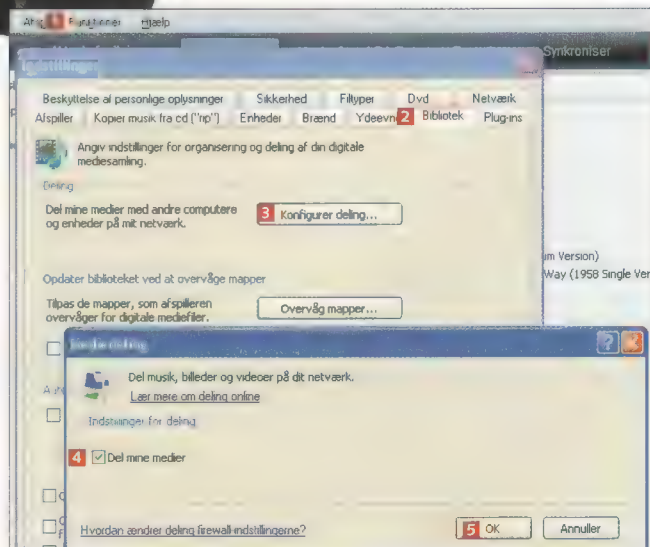 1 Funktioner Hjælp
Synkroniser
Indstillinger
Beskyttelse af personlige oplysninger Sikkerhed Filtyper Dvd Netværk
Afspiller Kopier musik fra cd ("rip") Enheder Brænd 2 Bibliotek Plug-ins
Angiv indstillinger for organisering og deling af din digitale
mediesamling.
Deling
Del mine medier med andre computere
og enheder på mit netværk.
3 Konfigurer deling...
Version)
Way (1958 Single
Opdater biblioteket ved at overvåge mapper
Tilpas de mapper, som afspilleren
overvåger for digitale mediefiler.
Overvåg mapper...
Del musik, billeder og videoer på dit netværk.
Lær mere om deling online
Indstillinger for deling
4 Del mine medier
Hvordan ændrer deling firewall-indstillingerne?
5 OK Annuller